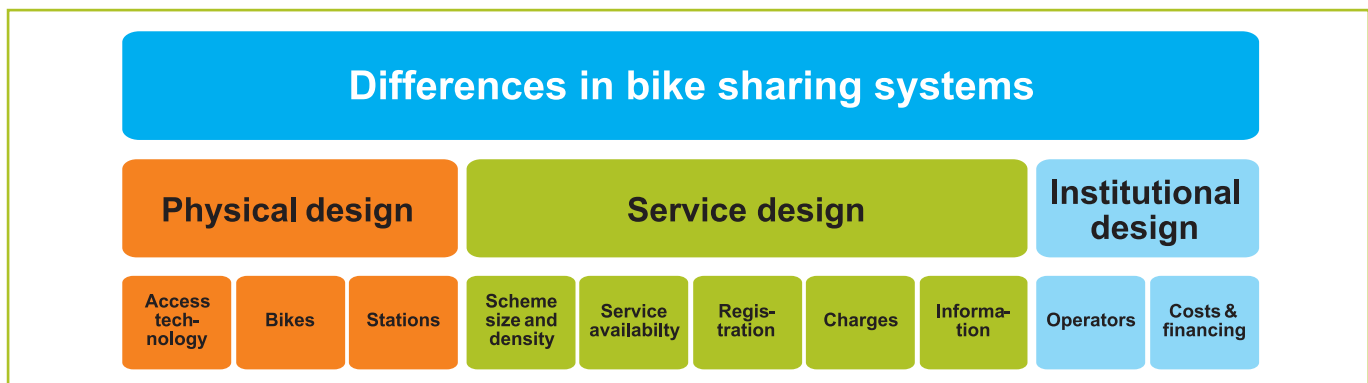 Differences in bike sharing systems
Physical design
Service design
Institutional
design
Access
tech-
nology
Bikes
Stations
Scheme
size and
density
Service
availabilty
Regis-
tration
Charges
Informa-
tion
Operators
Costs &
financing